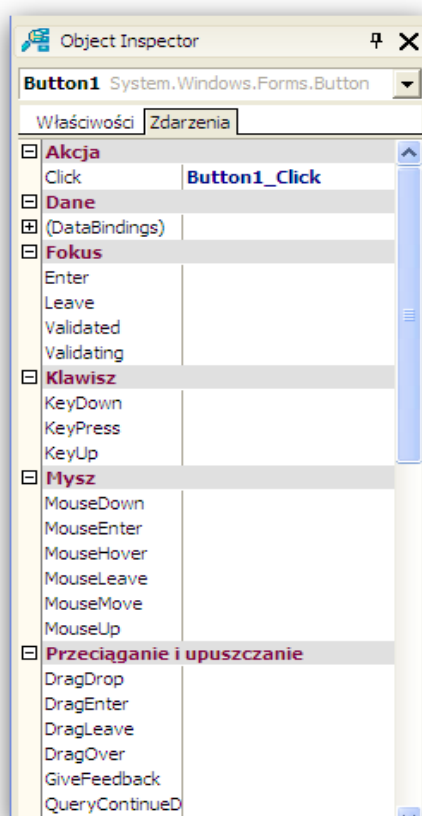 Object Inspector
Button1 System.Windows.Forms.Button
Właściwości Zdarzenia
Akcja
Click Button1_Click
Dane
(DataBindings)
Fokus
Enter
Leave
Validated
Validating
Klawisz
KeyDown
KeyPress
KeyUp
Mysz
MouseDown
MouseEnter
MouseHover
MouseLeave
MouseMove
MouseUp
Przeciąganie i upuszczanie
DragDrop
DragEnter
DragLeave
DragOver
GiveFeedback
QueryContinueD